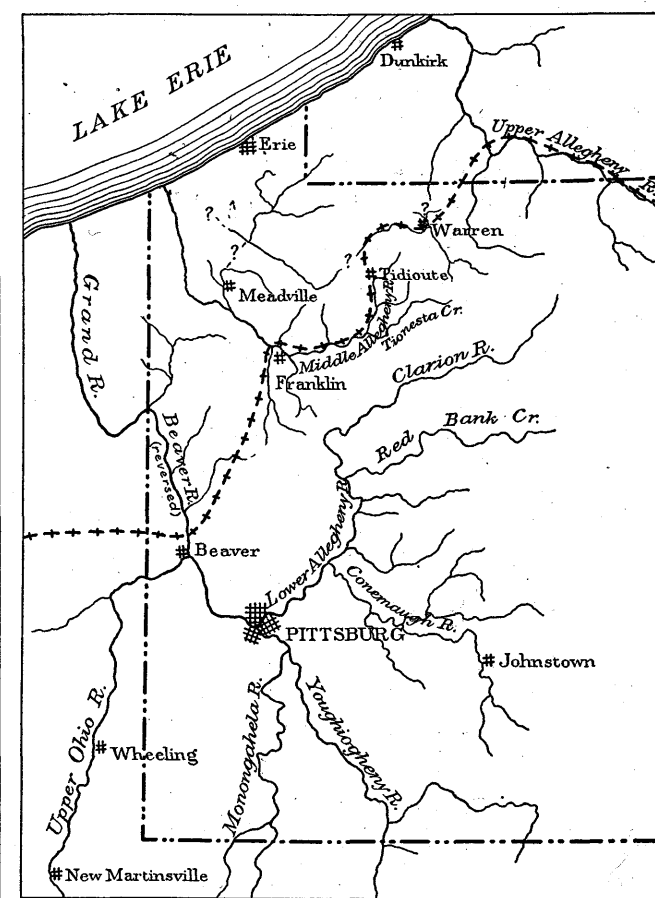 LAKE ERIE
Dunkirk
Erie
Upper Allegheny R.
?
?
?
Warren
?
?
Tidioute
Meadville
Grand R.
Middle Allegheny R.
Tionesta Cr.
Franklin
Clarion R.
Beaver R.
(reversed)
Red Bank Cr.
Lower Allegheny R.
Beaver
Conemaugh R.
PITTSBURG
Johnstown
Upper Ohio R.
Monongahela R.
Youghiogheny R.
Wheeling
New Martinsville